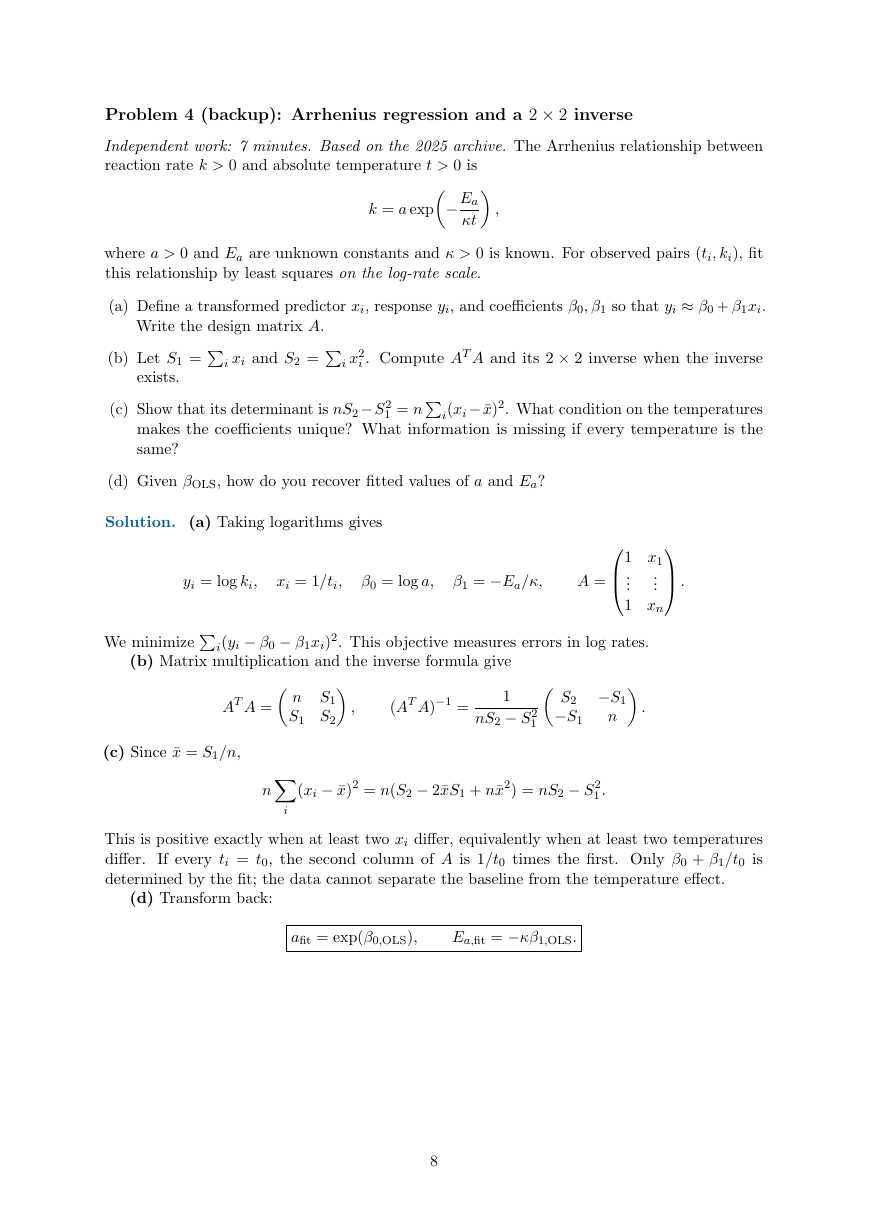 Problem 4 (backup): Arrhenius regression and a 2 × 2 inverse
Independent work: 7 minutes. Based on the 2025 archive. The Arrhenius relationship between
reaction rate k > 0 and absolute temperature t > 0 is
k = a exp(−E_a/κt),
where a > 0 and E_a are unknown constants and κ > 0 is known. For observed pairs (t_i, k_i), fit
this relationship by least squares on the log-rate scale.
(a) Define a transformed predictor x_i, response y_i, and coefficients β_0, β_1 so that y_i ≈ β_0 + β_1x_i.
Write the design matrix A.
(b) Let S_1 = ∑_i x_i and S_2 = ∑_i x_i^2. Compute A^T A and its 2 × 2 inverse when the inverse
exists.
(c) Show that its determinant is nS_2 − S_1^2 = n ∑_i(x_i − x̄)^2. What condition on the temperatures
makes the coefficients unique? What information is missing if every temperature is the
same?
(d) Given β_OLS, how do you recover fitted values of a and E_a?
Solution. (a) Taking logarithms gives
y_i = log k_i, x_i = 1/t_i, β_0 = log a, β_1 = −E_a/κ, A = (1 x_1; ⋮ ⋮; 1 x_n).
We minimize ∑_i(y_i − β_0 − β_1x_i)^2. This objective measures errors in log rates.
(b) Matrix multiplication and the inverse formula give
A^T A = (n S_1; S_1 S_2), (A^T A)^−1 = 1/(nS_2 − S_1^2) (S_2 −S_1; −S_1 n).
(c) Since x̄ = S_1/n,
n ∑_i (x_i − x̄)^2 = n(S_2 − 2x̄S_1 + nx̄^2) = nS_2 − S_1^2.
This is positive exactly when at least two x_i differ, equivalently when at least two temperatures
differ. If every t_i = t_0, the second column of A is 1/t_0 times the first. Only β_0 + β_1/t_0 is
determined by the fit; the data cannot separate the baseline from the temperature effect.
(d) Transform back:
a_fit = exp(β_0,OLS), E_a,fit = −κβ_1,OLS.
8